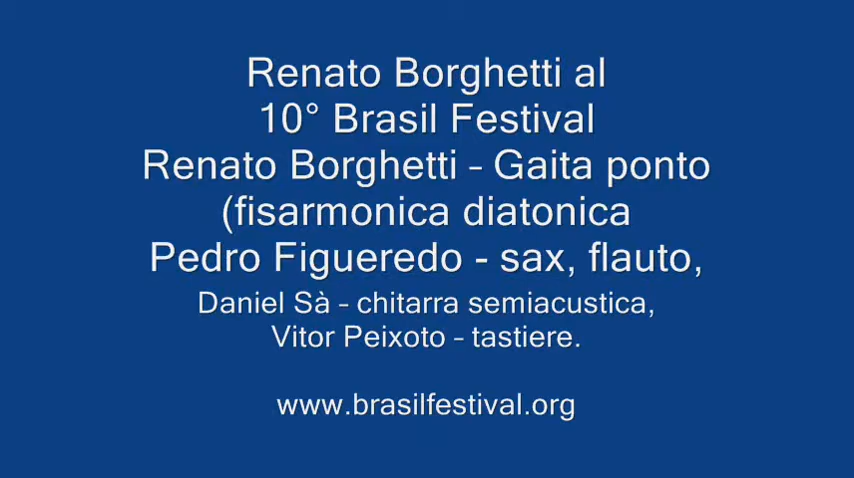 Renato Borghetti al
10° Brasil Festival
Renato Borghetti – Gaita ponto
(fisarmonica diatonica
Pedro Figueredo - sax, flauto,
Daniel Sà – chitarra semiacustica,
Vitor Peixoto – tastiere.
www.brasilfestival.org